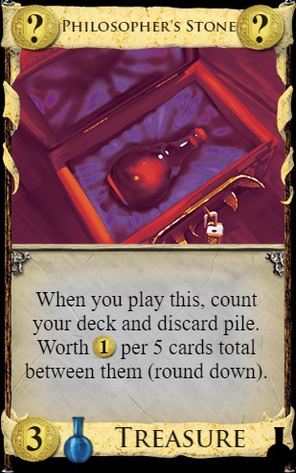 ? PHILOSOPHER'S STONE ?
When you play this, count
your deck and discard pile.
Worth 1 per 5 cards total
between them (round down).
3 TREASURE